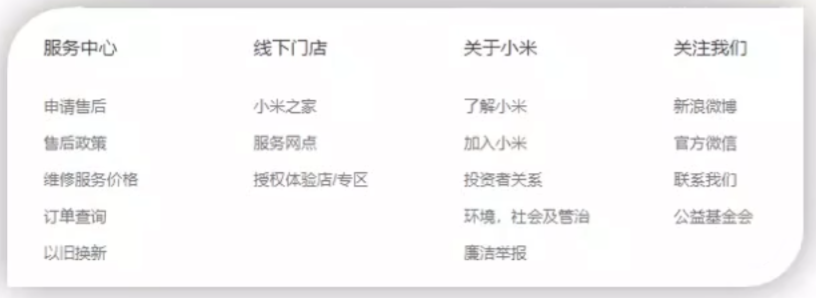 服务中心
申请售后
售后政策
维修服务价格
订单查询
以旧换新
线下门店
小米之家
服务网点
授权体验店/专区
关于小米
了解小米
加入小米
投资者关系
环境、社会及管治
廉洁举报
关注我们
新浪微博
官方微信
联系我们
公益基金会